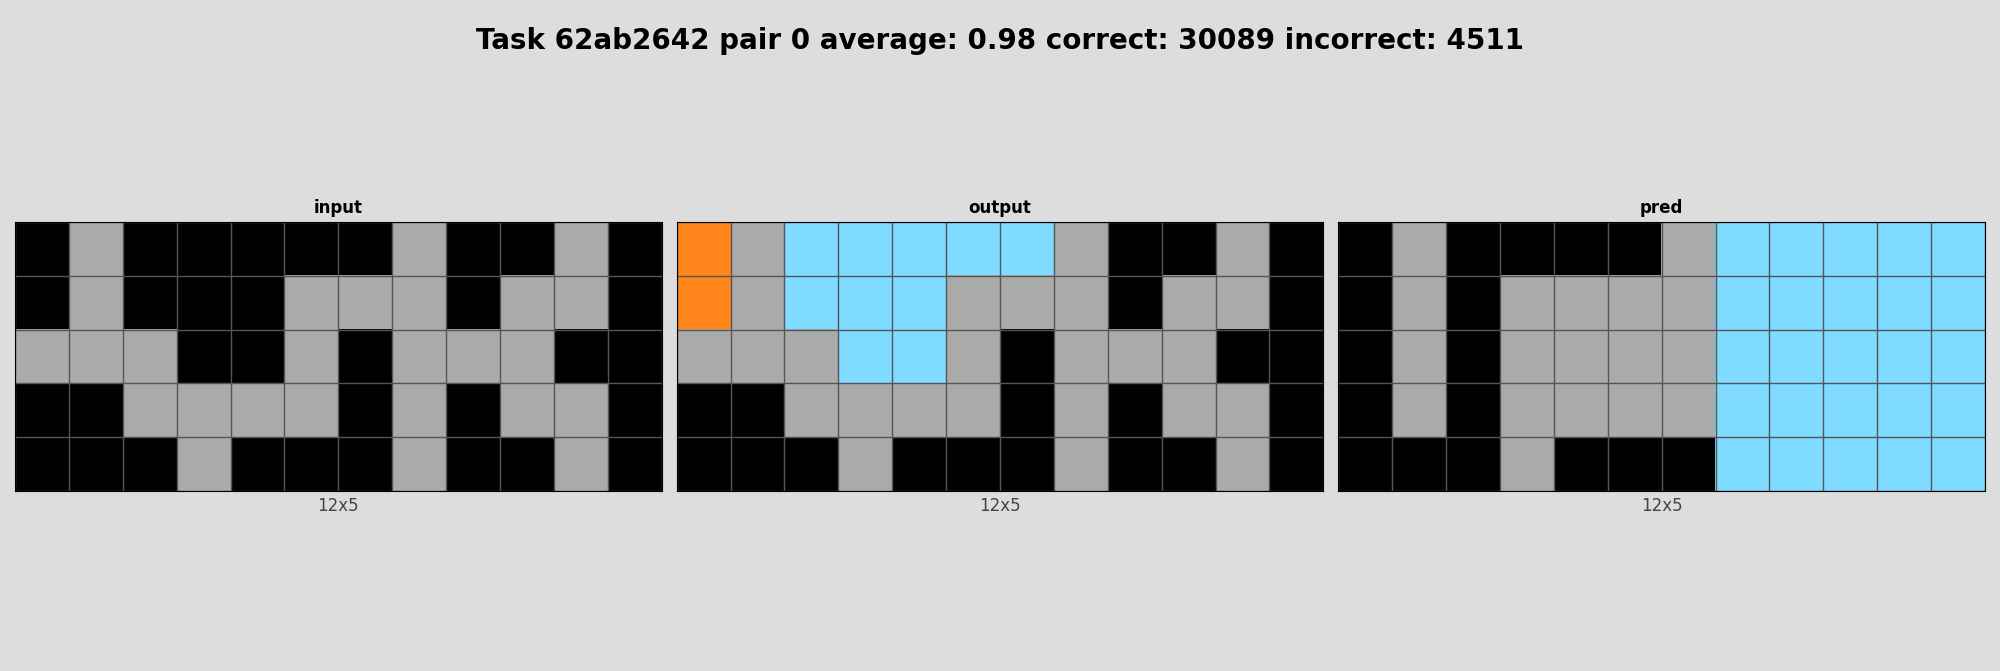 Task 62ab2642 pair 0 average: 0.98 correct: 30089 incorrect: 4511
input
output
pred
12x5
12x5
12x5